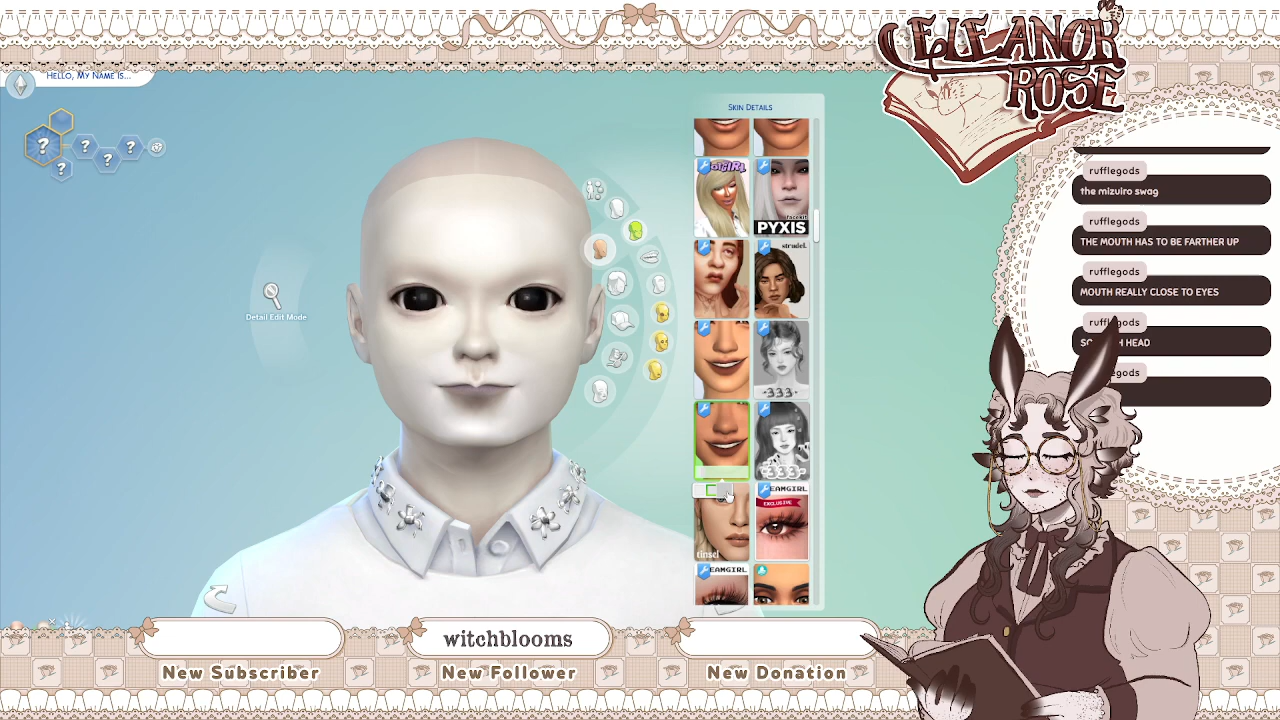 HELLO, MY NAME IS...
ELEANOR
ROSE
SKIN DETAILS
PYXIS
strudel.
Detail Edit Mode
-333-
-333-
EAMGIRL
EXCLUSIVE
tinsel
EAMGIRL
rufflegods
the mizuiro swag
rufflegods
THE MOUTH HAS TO BE FARTHER UP
rufflegods
MOUTH REALLY CLOSE TO EYES
HEAD
witchblooms
New Subscriber
New Follower
New Donation